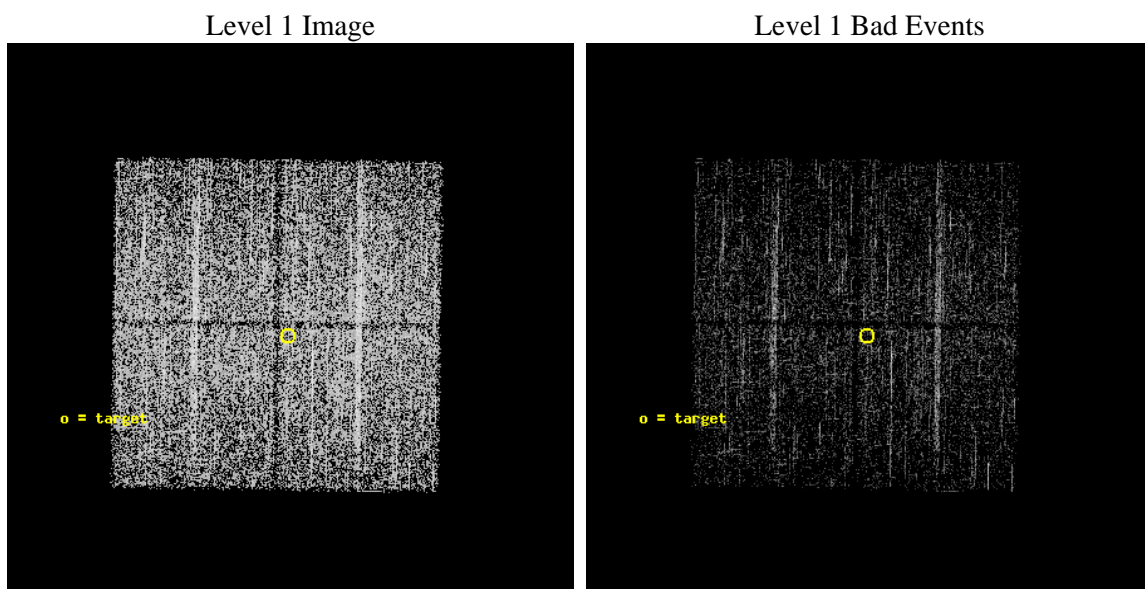 Level 1 Image
Level 1 Bad Events
o = target
o = target